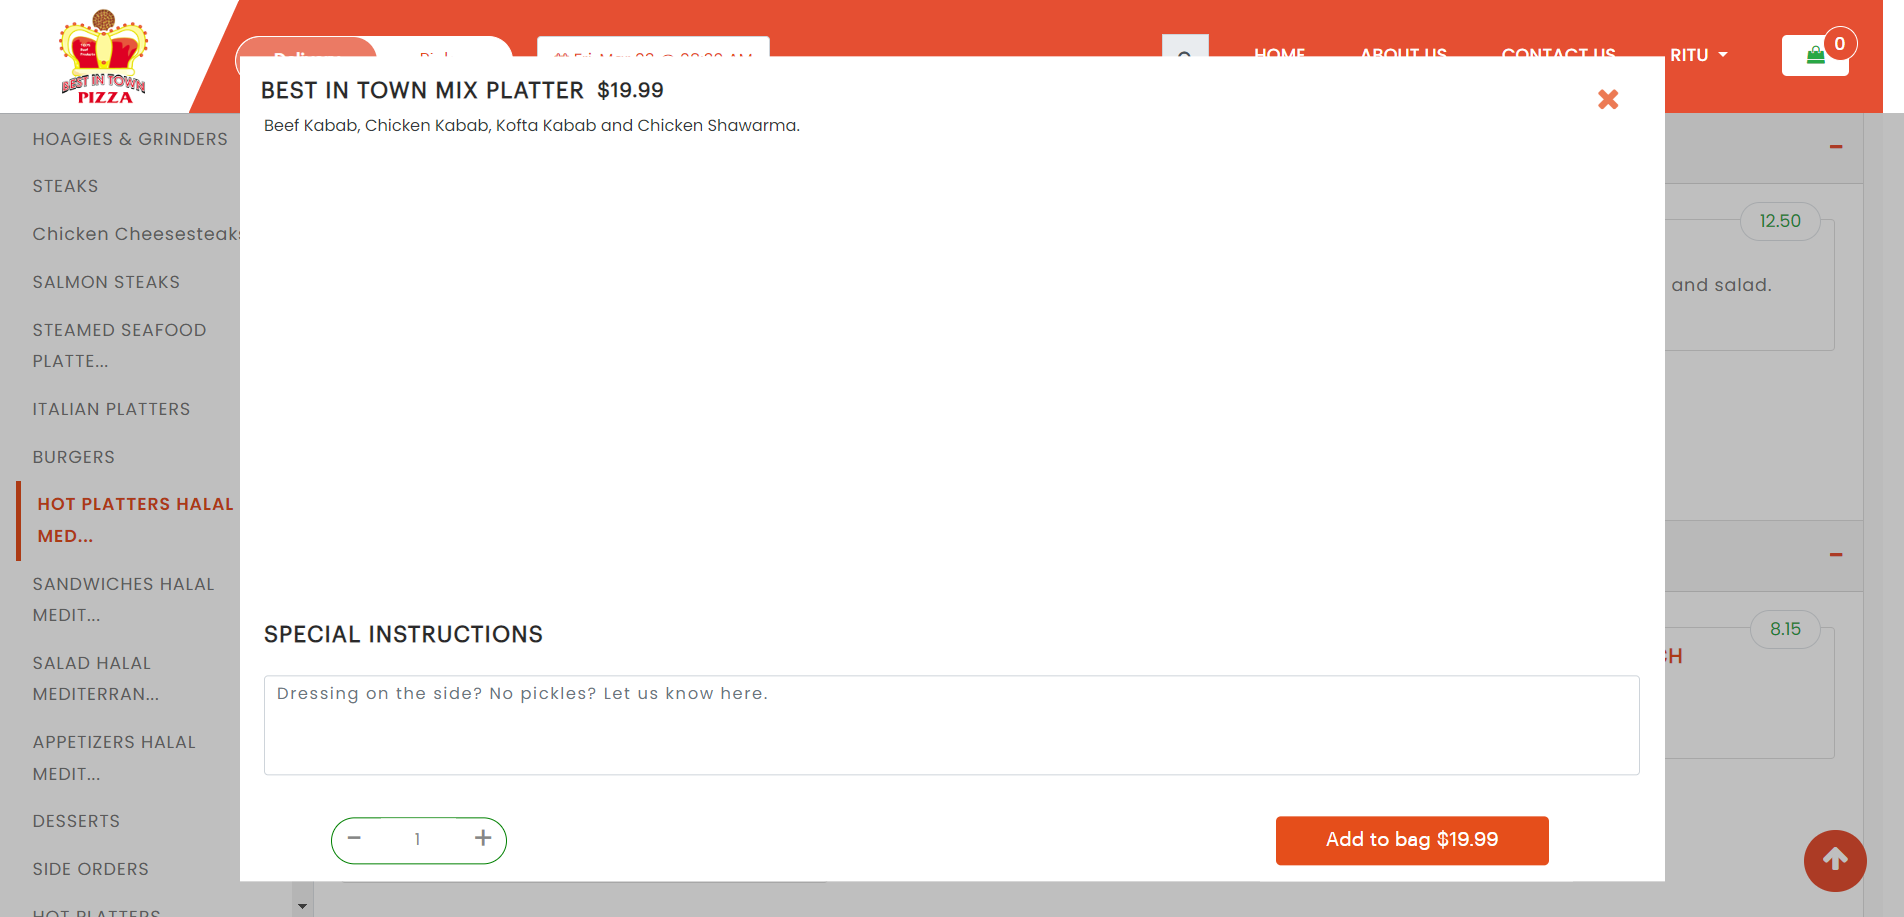 BEST IN TOWN
PIZZA
HOME
ABOUT US
CONTACT US
RITU
0
BEST IN TOWN MIX PLATTER $19.99
Beef Kabab, Chicken Kabab, Kofta Kabab and Chicken Shawarma.
HOAGIES & GRINDERS
STEAKS
Chicken Cheesesteaks
SALMON STEAKS
STEAMED SEAFOOD
PLATTE...
ITALIAN PLATTERS
BURGERS
HOT PLATTERS HALAL
MED...
SANDWICHES HALAL
MEDIT...
SALAD HALAL
MEDITERRAN...
APPETIZERS HALAL
MEDIT...
DESSERTS
SIDE ORDERS
HOT PLATTERS
12.50
and salad.
8.15
CH
SPECIAL INSTRUCTIONS
Dressing on the side? No pickles? Let us know here.
− 1 +
Add to bag $19.99